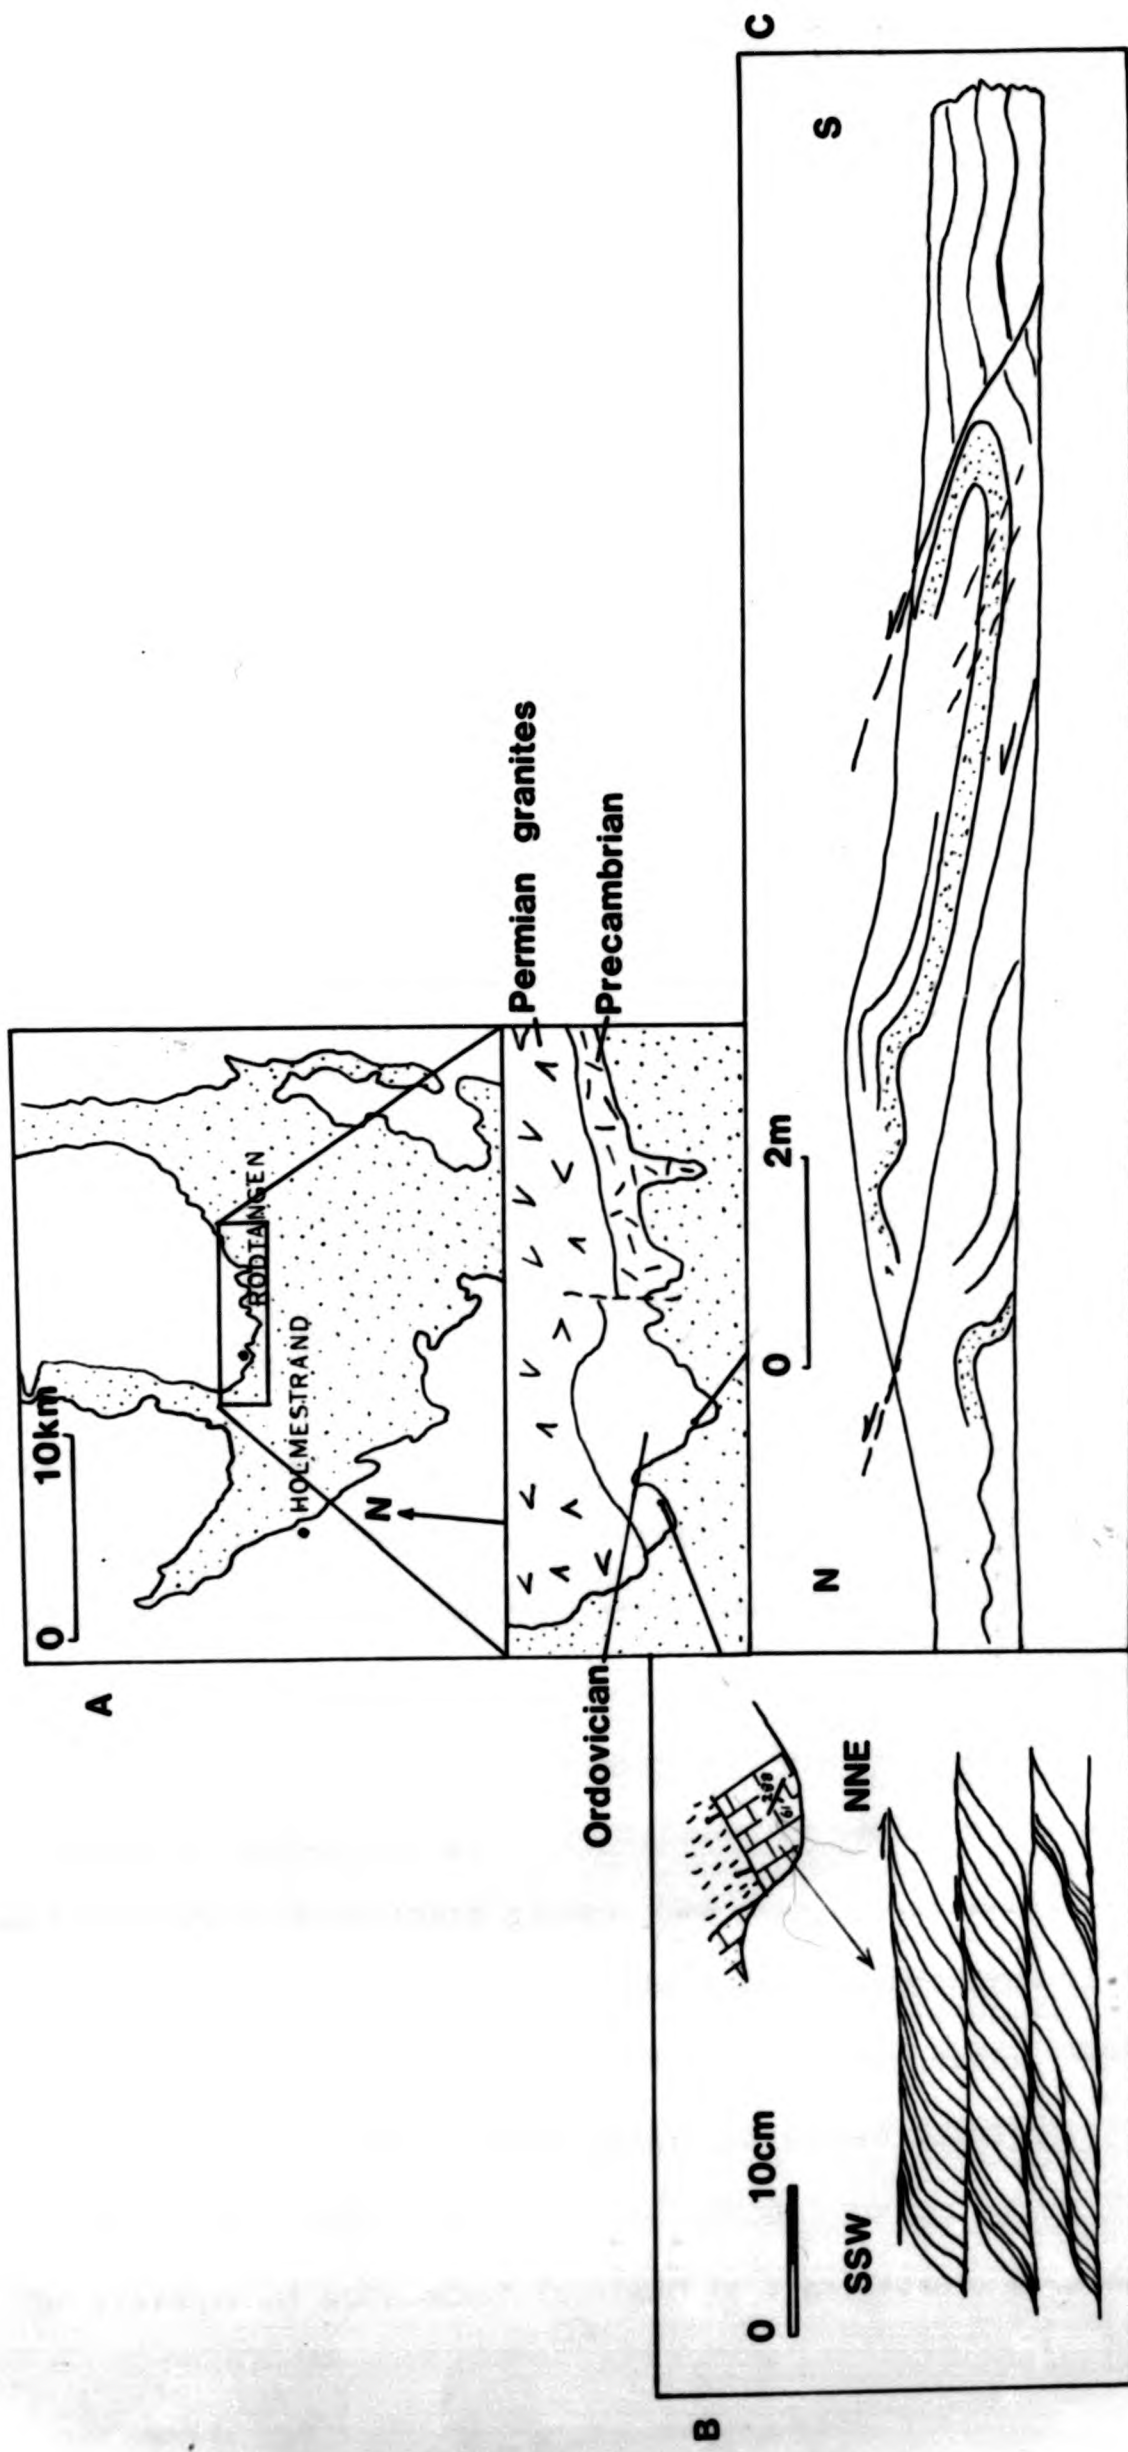 A
0 10km
HOLMESTRAND
RODTANGEN
N
Permian granites
Precambrian
Ordovician
B
0 10cm
SSW
NNE
C
0 2m
N
S